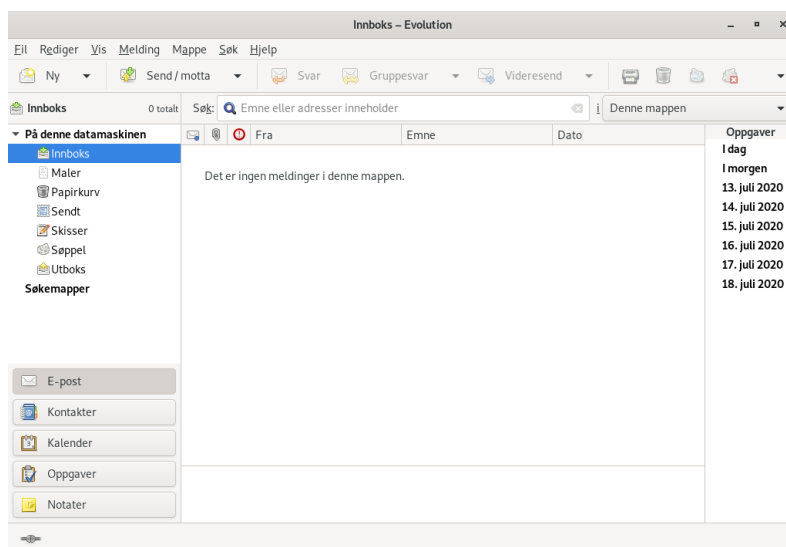 Innboks – Evolution
Fil Rediger Vis Melding Mappe Søk Hjelp
Ny Send / motta Svar Gruppesvar Videresend
Innboks 0 totalt Søk: Emne eller adresser inneholder i Denne mappen
På denne datamaskinen
Innboks
Maler
Papirkurv
Sendt
Skisser
Søppel
Utboks
Søkemapper
Fra Emne Dato
Det er ingen meldinger i denne mappen.
Oppgaver
I dag
I morgen
13. juli 2020
14. juli 2020
15. juli 2020
16. juli 2020
17. juli 2020
18. juli 2020
E-post
Kontakter
Kalender
Oppgaver
Notater